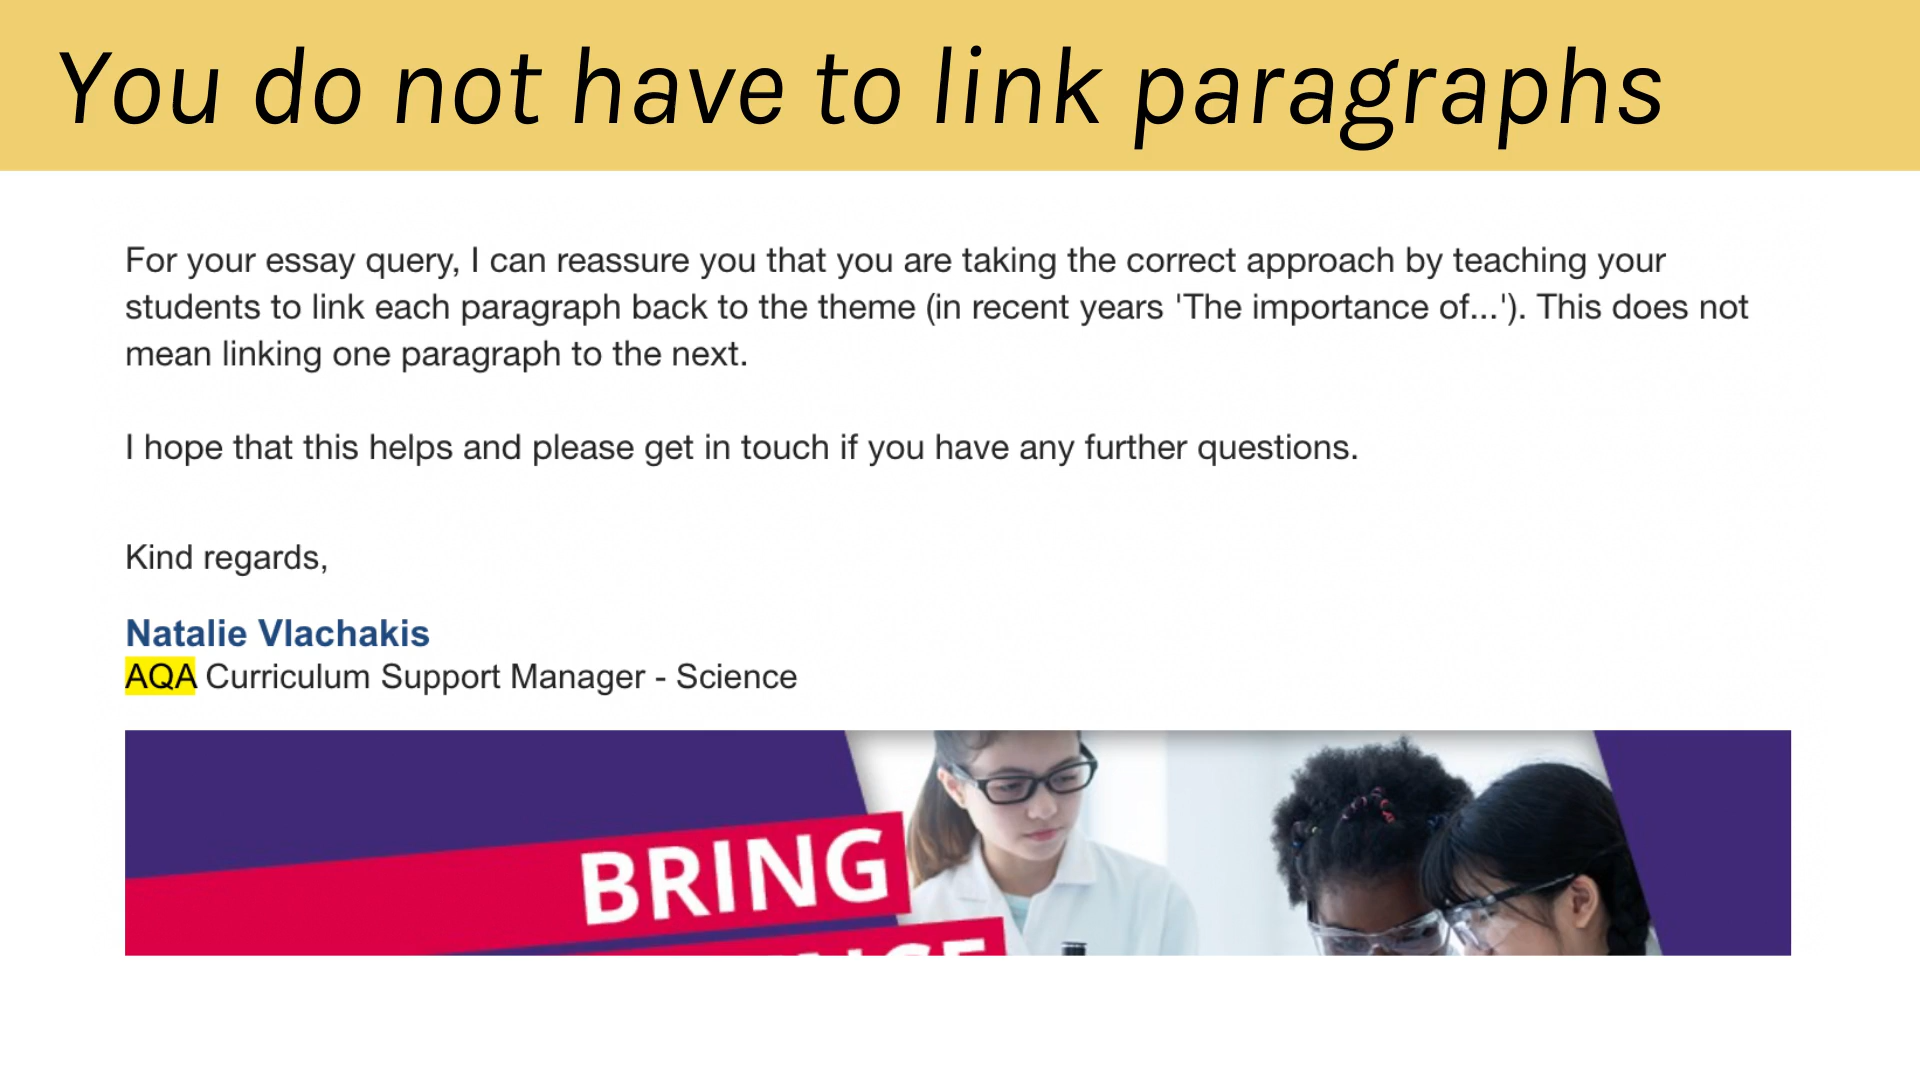 You do not have to link paragraphs
For your essay query, I can reassure you that you are taking the correct approach by teaching your
students to link each paragraph back to the theme (in recent years 'The importance of...'). This does not
mean linking one paragraph to the next.
I hope that this helps and please get in touch if you have any further questions.
Kind regards,
Natalie Vlachakis
AQA Curriculum Support Manager - Science
BRING